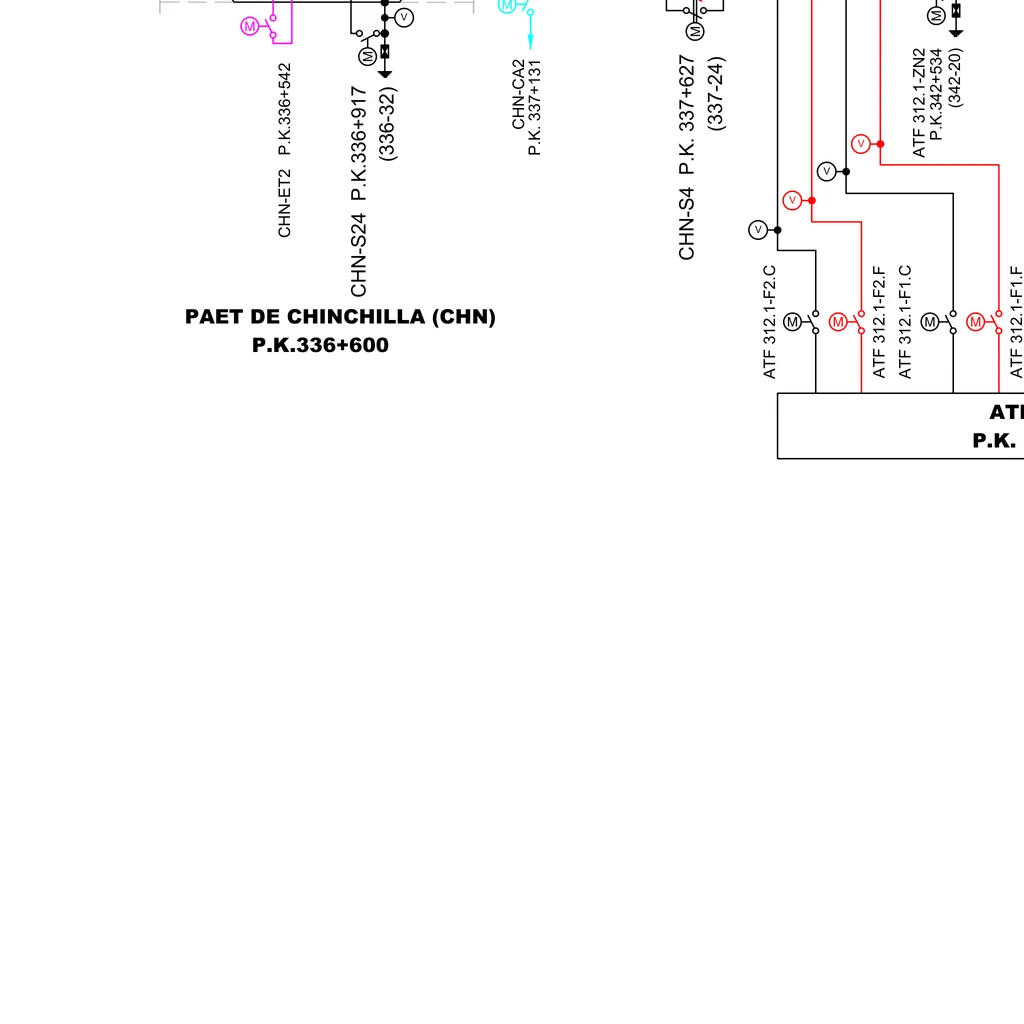 M
V
M
M
CHN-ET2 P.K.336+542
CHN-S24 P.K.336+917
(336-32)
CHN-CA2
P.K. 337+131
PAET DE CHINCHILLA (CHN)
P.K.336+600
M
CHN-S4 P.K. 337+627
(337-24)
M
ATF 312.1-ZN2
P.K.342+534
(342-20)
V
V
V
V
ATF 312.1-F2.C
M
M
ATF 312.1-F2.F
ATF 312.1-F1.C
M
M
ATF 312.1-F1.F
P.K.